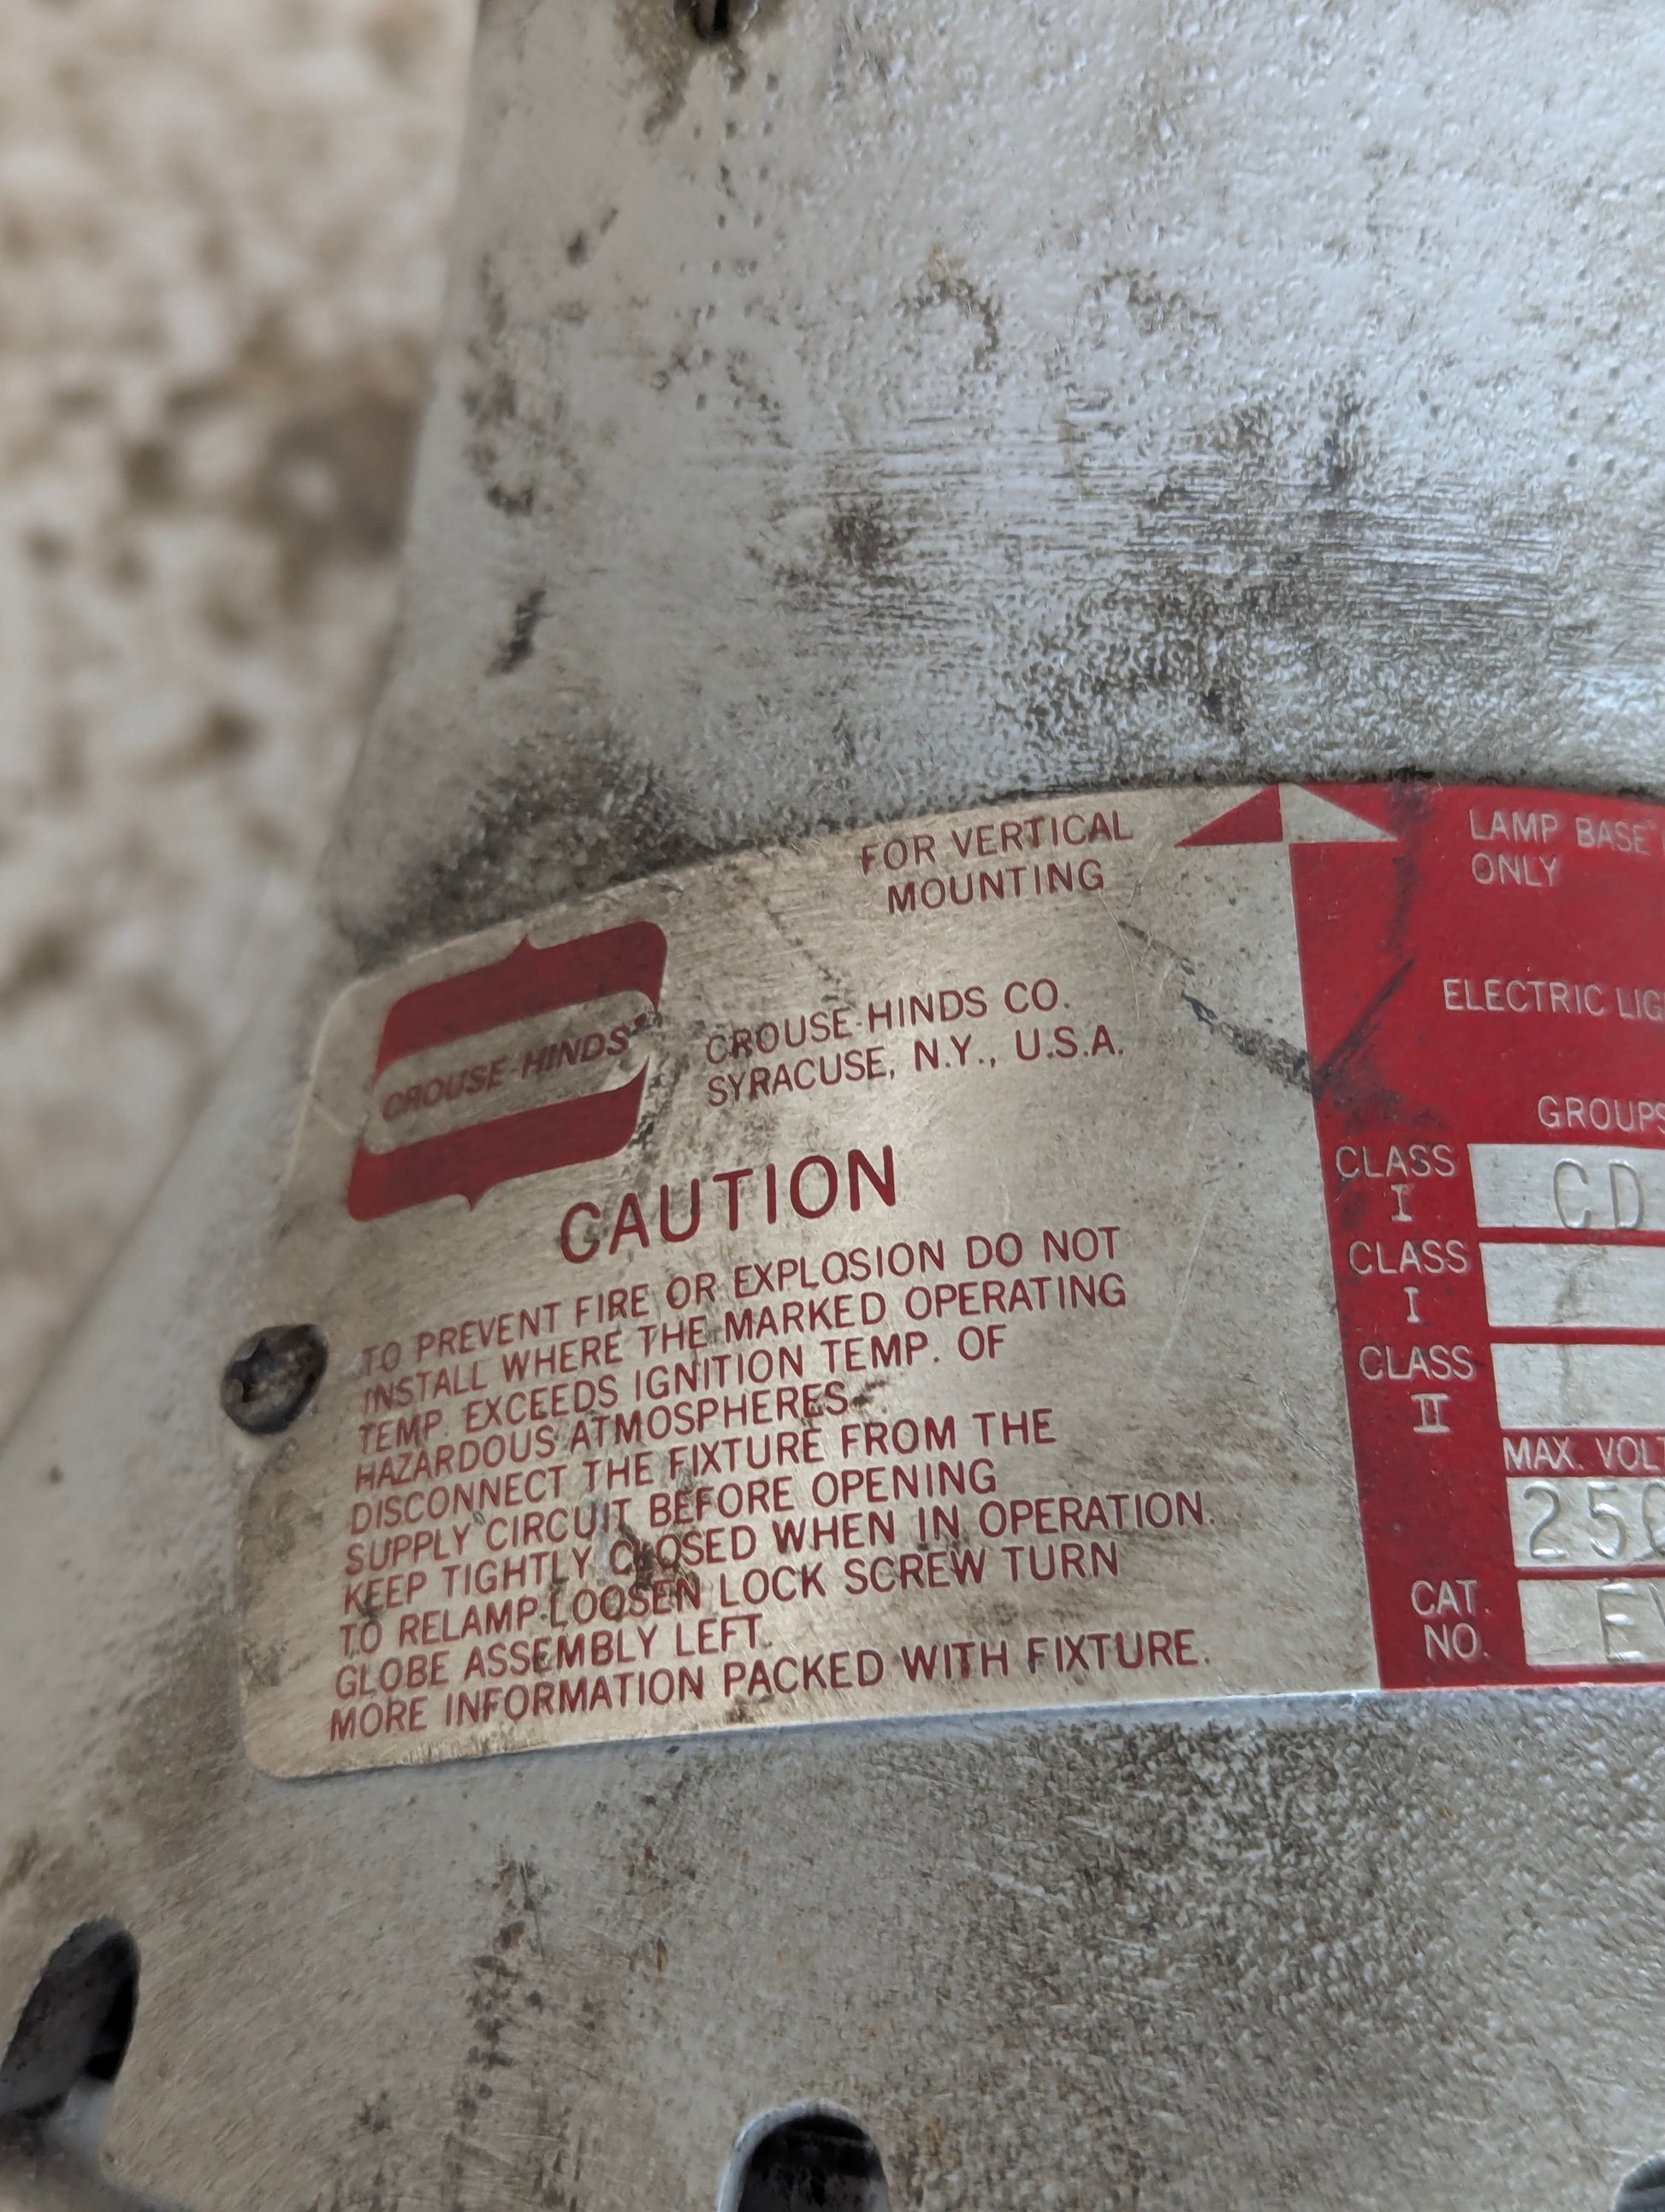 FOR VERTICAL
MOUNTING
CROUSE-HINDS
CROUSE-HINDS CO.
SYRACUSE, N.Y., U.S.A.
CAUTION
TO PREVENT FIRE OR EXPLOSION DO NOT
INSTALL WHERE THE MARKED OPERATING
TEMP. EXCEEDS IGNITION TEMP. OF
HAZARDOUS ATMOSPHERES.
DISCONNECT THE FIXTURE FROM THE
SUPPLY CIRCUIT BEFORE OPENING
KEEP TIGHTLY CLOSED WHEN IN OPERATION.
TO RELAMP-LOOSEN LOCK SCREW TURN
GLOBE ASSEMBLY LEFT.
MORE INFORMATION PACKED WITH FIXTURE.
LAMP BASE
ONLY
ELECTRIC
GROUPS
CLASS
I
CD
CLASS
I
CLASS
II
MAX.
CAT.
NO.